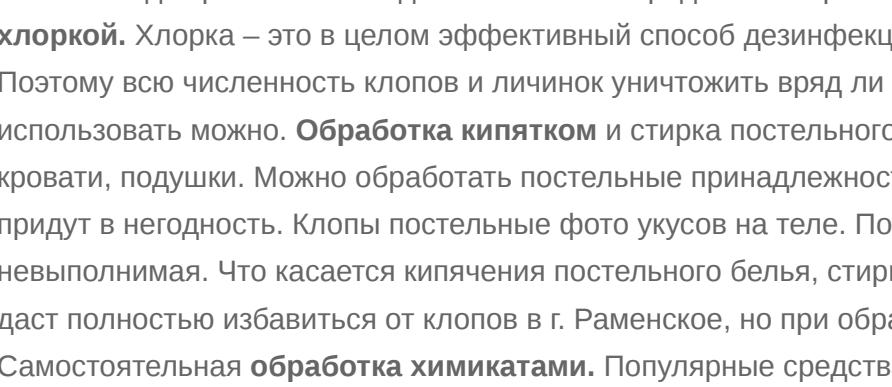 хлоркой. Хлорка – это в целом эффективный способ дезинфекц
Поэтому всю численность клопов и личинок уничтожить вряд ли
использовать можно. Обработка кипятком и стирка постельного
кровати, подушки. Можно обработать постельные принадлежнос
придут в негодность. Клопы постельные фото укусов на теле. По
невыполнимая. Что касается кипячения постельного белья, стир
даст полностью избавиться от клопов в г. Раменское, но при обра
Самостоятельная обработка химикатами. Популярные средств